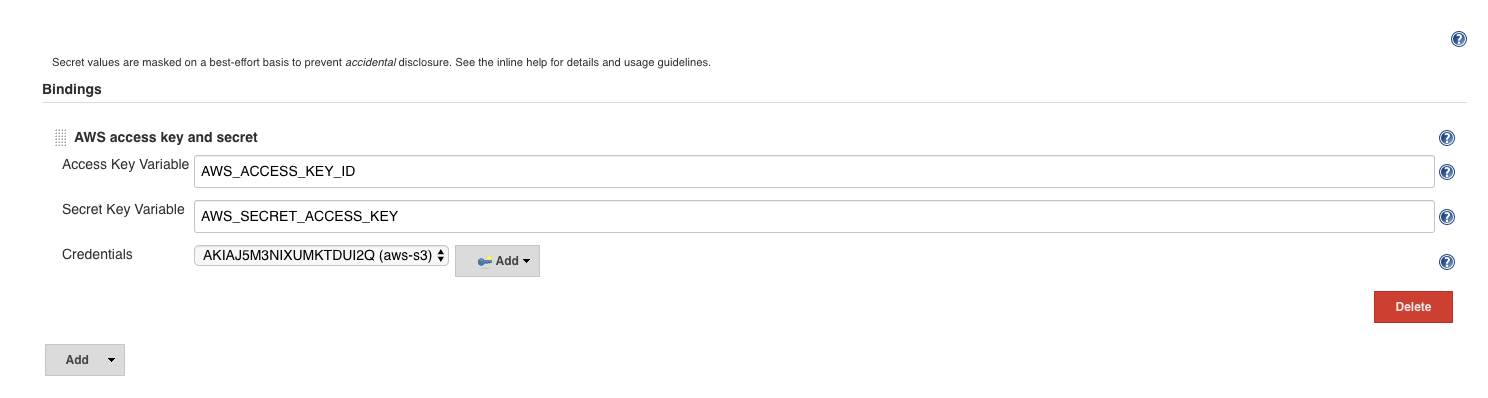 Secret values are masked on a best-effort basis to prevent accidental disclosure. See the inline help for details and usage guidelines.
Bindings
AWS access key and secret
Access Key Variable AWS_ACCESS_KEY_ID
Secret Key Variable AWS_SECRET_ACCESS_KEY
Credentials AKIAJ5M3NIXUMKTDUI2Q (aws-s3) Add
Delete
Add